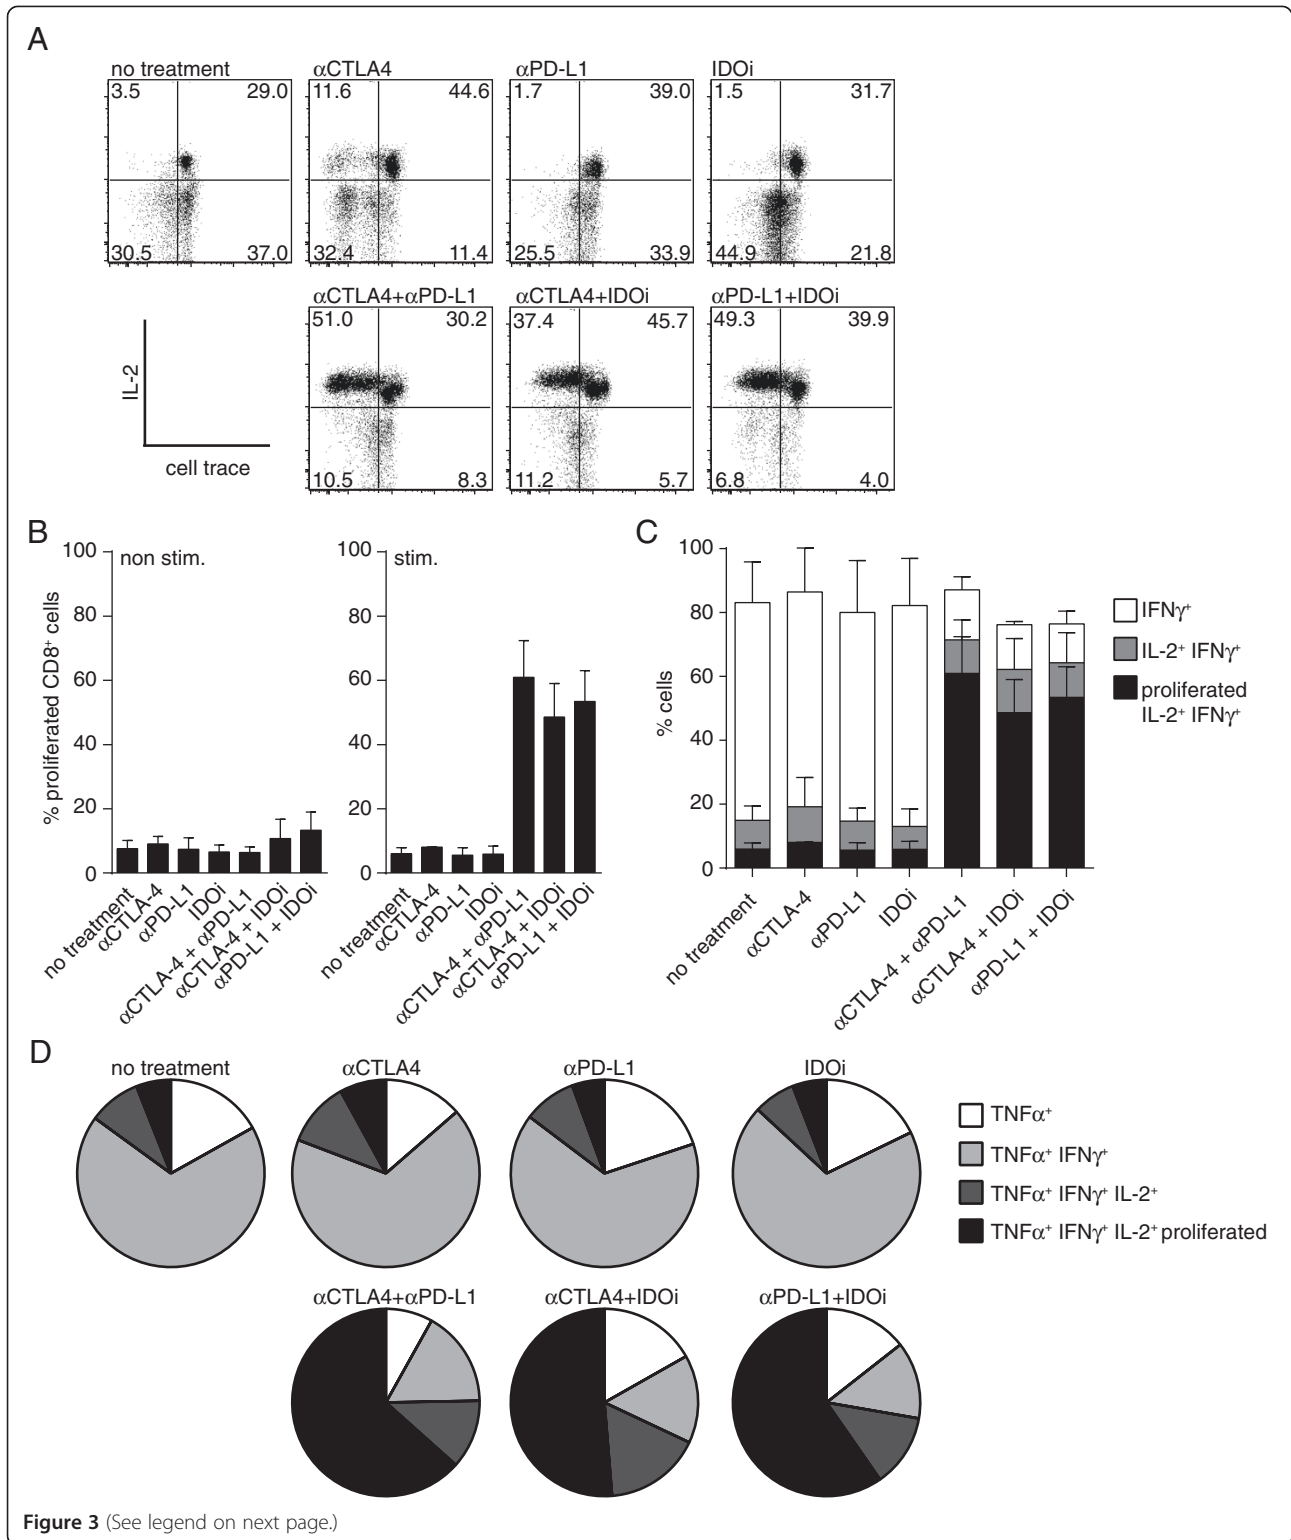 A
no treatment
αCTLA4
αPD-L1
IDOi
3.5 29.0
11.6 44.6
1.7 39.0
1.5 31.7
30.5 37.0
32.4 11.4
25.5 33.9
44.9 21.8
αCTLA4+αPD-L1
αCTLA4+IDOi
αPD-L1+IDOi
51.0 30.2
37.4 45.7
49.3 39.9
10.5 8.3
11.2 5.7
6.8 4.0
IL-2
cell trace
B
% proliferated CD8⁺ cells
100
80
60
40
20
0
non stim.
no treatment
αCTLA-4
αPD-L1
IDOi
αCTLA-4 + αPD-L1
αCTLA-4 + IDOi
αPD-L1 + IDOi
100
80
60
40
20
0
stim.
no treatment
αCTLA-4
αPD-L1
IDOi
αCTLA-4 + αPD-L1
αCTLA-4 + IDOi
αPD-L1 + IDOi
C
% cells
100
80
60
40
20
0
no treatment
αCTLA-4
αPD-L1
IDOi
αCTLA-4 + αPD-L1
αCTLA-4 + IDOi
αPD-L1 + IDOi
IFNγ⁺
IL-2⁺ IFNγ⁺
proliferated
IL-2⁺ IFNγ⁺
D
no treatment
αCTLA4
αPD-L1
IDOi
αCTLA4+αPD-L1
αCTLA4+IDOi
αPD-L1+IDOi
TNFα⁺
TNFα⁺ IFNγ⁺
TNFα⁺ IFNγ⁺ IL-2⁺
TNFα⁺ IFNγ⁺ IL-2⁺ proliferated
Figure 3 (See legend on next page.)